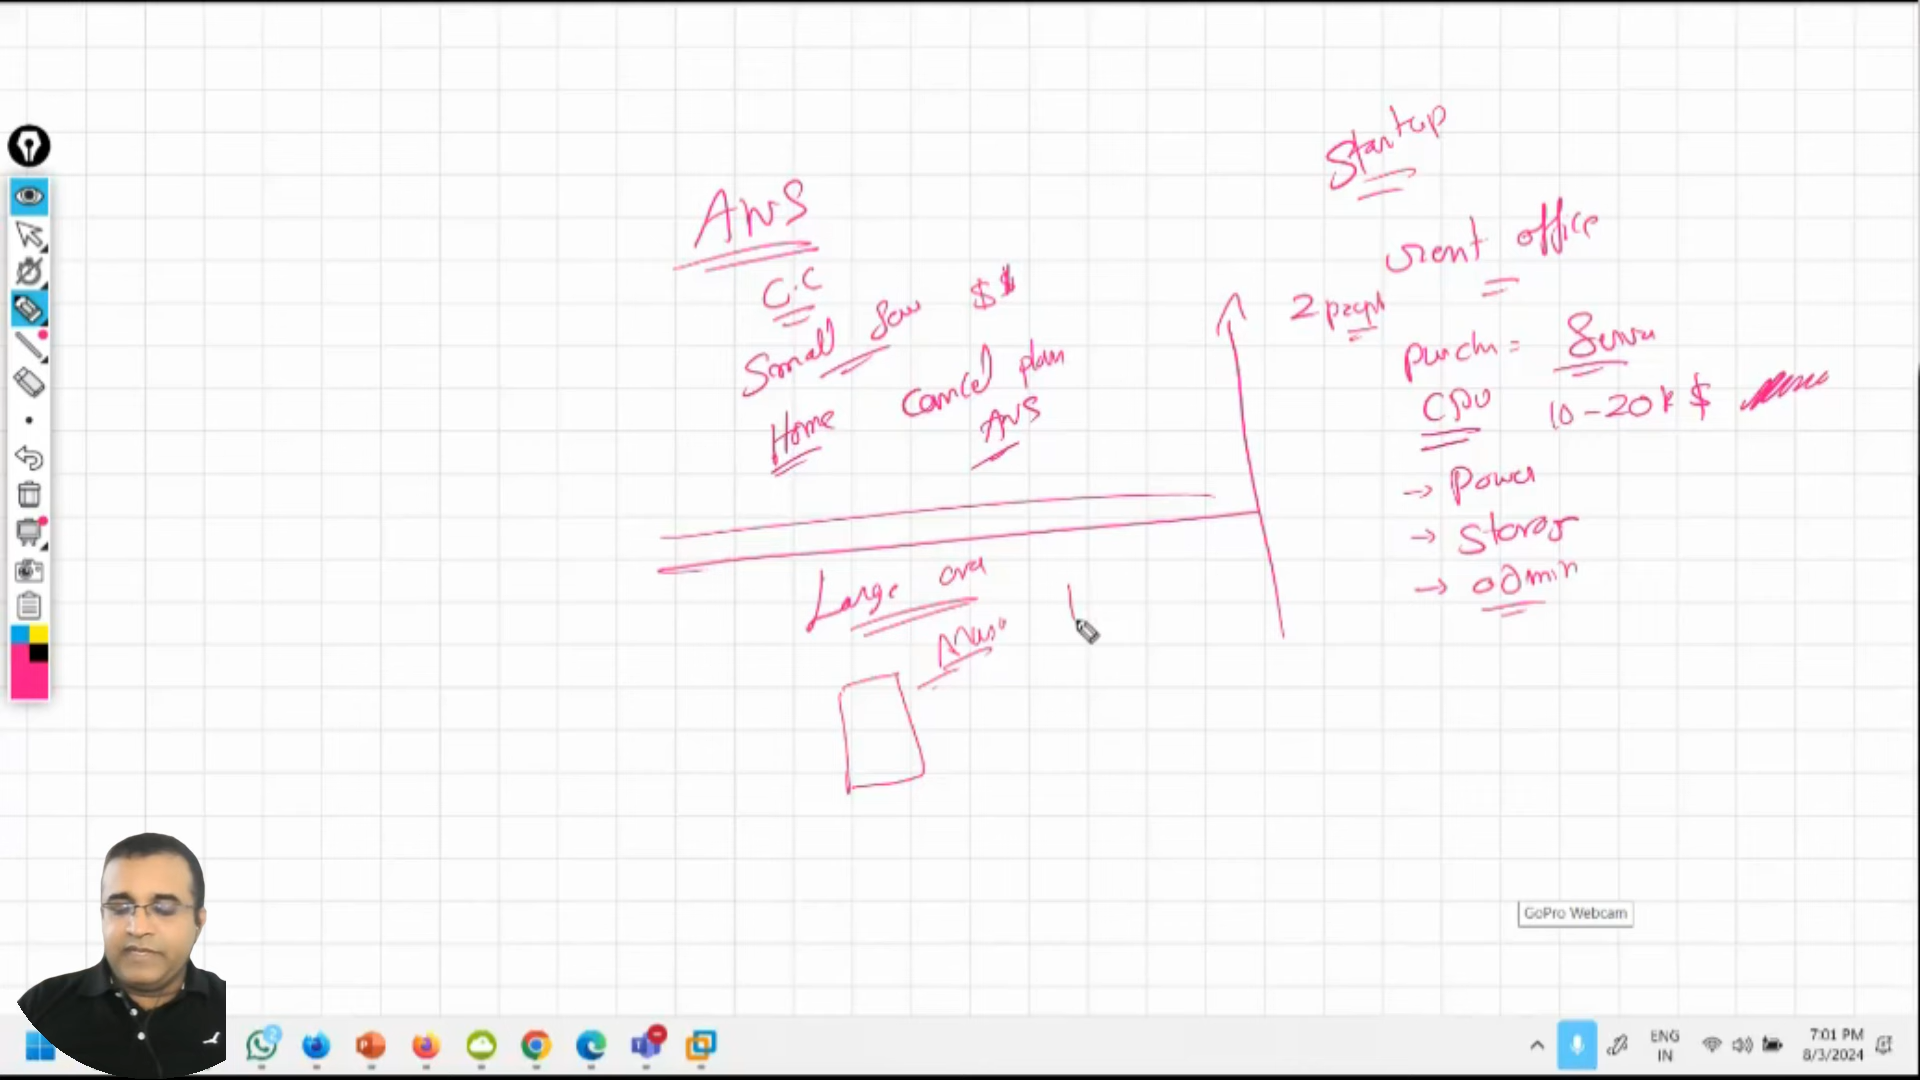 Startup
AWS
rent office
C.C
Small $$
2 people
Server
Home Cancel plan
AWS
CPU 10-20k $
→ Power
→ Storage
→ admin
Large
GoPro Webcam
2
ENG
IN
7:01 PM
8/3/2024